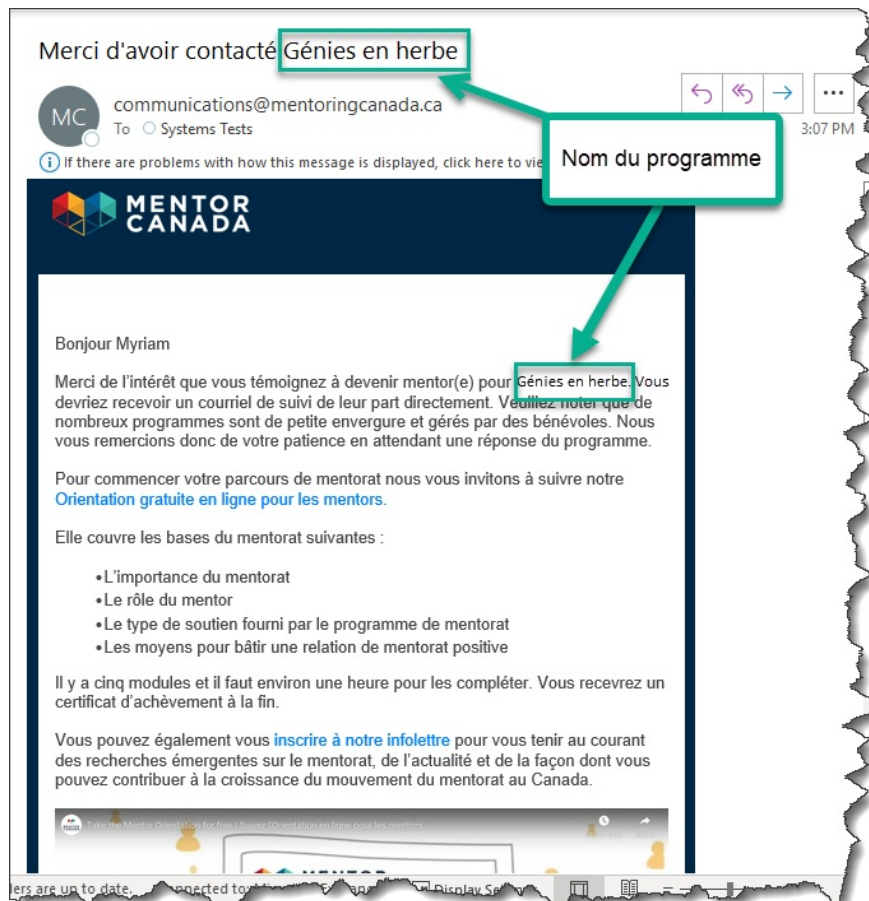 Merci d'avoir contacté Génies en herbe
MC
communications@mentoringcanada.ca
To Systems Tests
3:07 PM
If there are problems with how this message is displayed, click here to vie
Nom du programme
MENTOR
CANADA
Bonjour Myriam
Merci de l'intérêt que vous témoignez à devenir mentor(e) pour Génies en herbe. Vous
devriez recevoir un courriel de suivi de leur part directement. Veuillez noter que de
nombreux programmes sont de petite envergure et gérés par des bénévoles. Nous
vous remercions donc de votre patience en attendant une réponse du programme.
Pour commencer votre parcours de mentorat nous vous invitons à suivre notre
Orientation gratuite en ligne pour les mentors.
Elle couvre les bases du mentorat suivantes :
•L'importance du mentorat
•Le rôle du mentor
•Le type de soutien fourni par le programme de mentorat
•Les moyens pour bâtir une relation de mentorat positive
Il y a cinq modules et il faut environ une heure pour les compléter. Vous recevrez un
certificat d'achèvement à la fin.
Vous pouvez également vous inscrire à notre infolettre pour vous tenir au courant
des recherches émergentes sur le mentorat, de l'actualité et de la façon dont vous
pouvez contribuer à la croissance du mouvement du mentorat au Canada.
Take the Mentor Orientation for free | Suivez l'Orientation en ligne pour les mentors
MENTOR
ers are up to date.